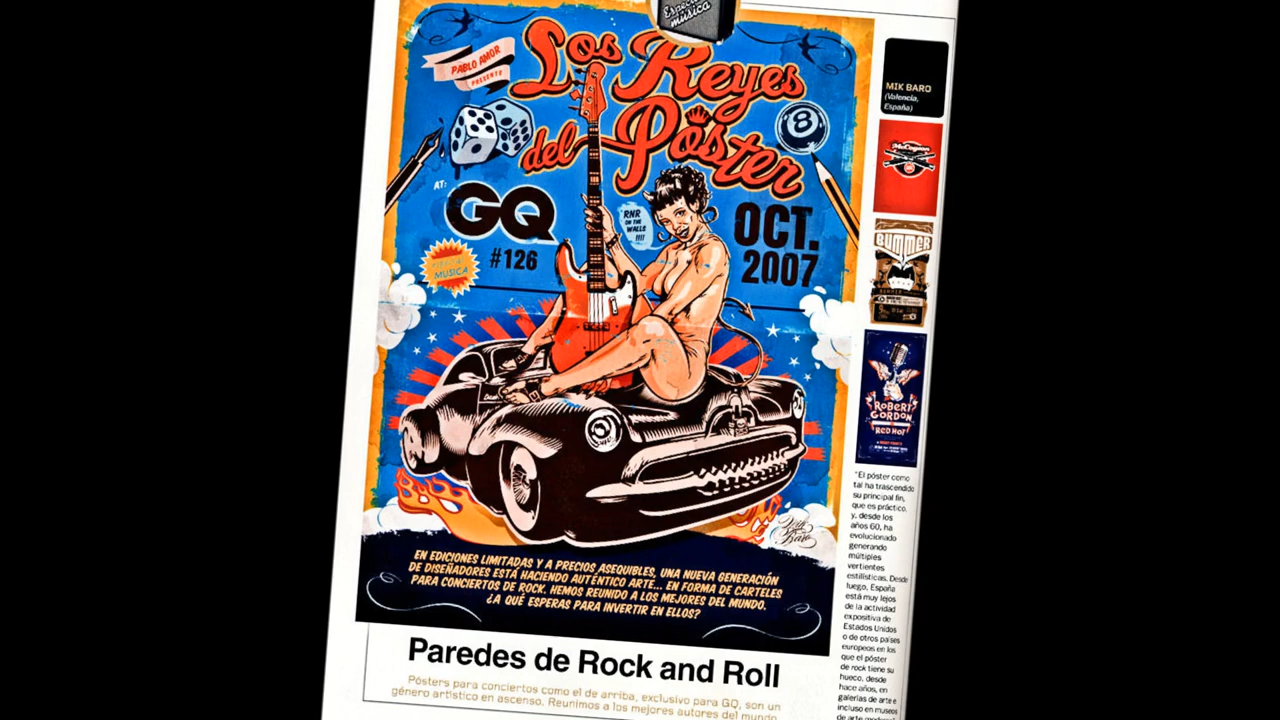 Especial
música
PABLO AMOR
PRESENTE
Los Reyes
del Póster
8
AT:
GQ
#126
MUSICA
RNR
ON THE
WALLS
!!!!
OCT.
2007
EN EDICIONES LIMITADAS Y A PRECIOS ASEQUIBLES, UNA NUEVA GENERACIÓN
DE DISEÑADORES ESTÁ HACIENDO AUTÉNTICO ARTE... EN FORMA DE CARTELES
PARA CONCIERTOS DE ROCK. HEMOS REUNIDO A LOS MEJORES DEL MUNDO.
¿A QUÉ ESPERAS PARA INVERTIR EN ELLOS?
Paredes de Rock and Roll
Pósters para conciertos como el de arriba, exclusivo para GQ, son un
género artístico en ascenso. Reunimos a los mejores autores del mundo
MIK BARO
(Valencia,
España)
BUMMER
ROBERT
GORDON
RED HOT
"El póster como
tal ha trascendido
su principal fin,
que es práctico,
y, desde los
años 60, ha
evolucionado
generando
múltiples
vertientes
estilísticas. Desde
luego, España
está muy lejos
de la actividad
expositiva de
Estados Unidos
o de otros países
europeos en los
que el póster
de rock tiene su
hueco, desde
hace años, en
galerías de arte e
incluso en museos
de arte